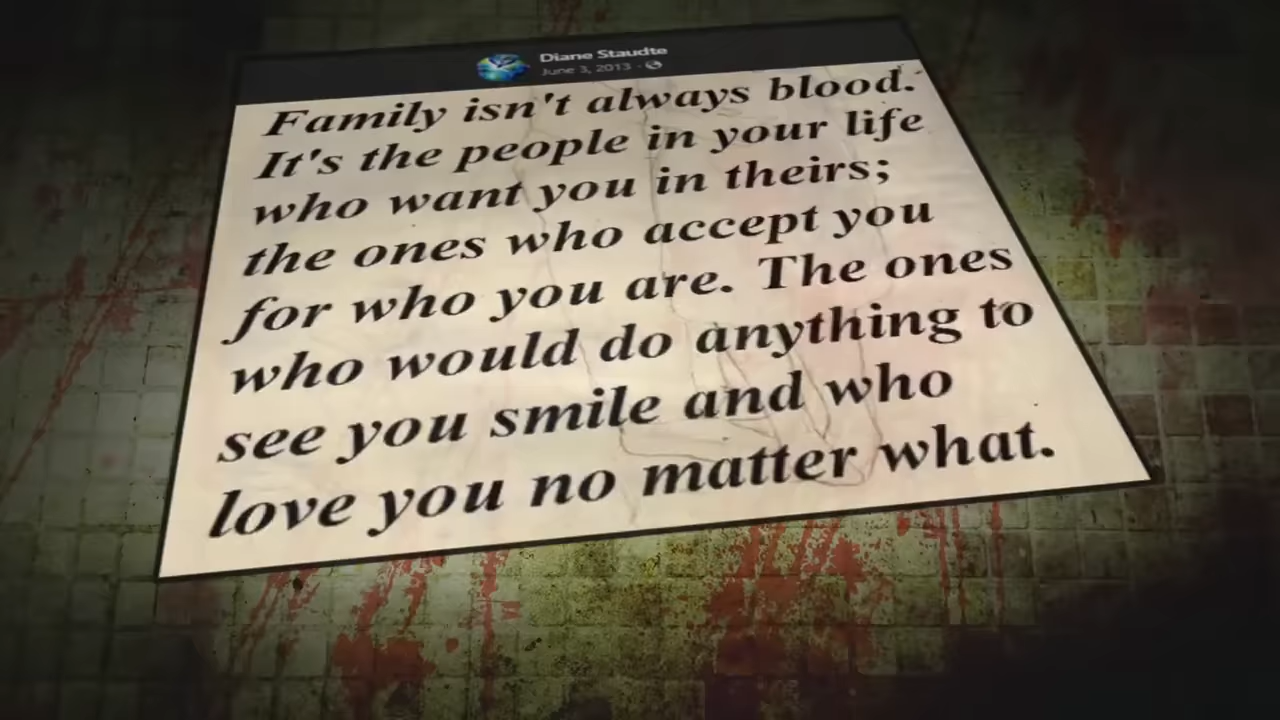 Diane Staudte
June 3, 2013 ·
Family isn't always blood.
It's the people in your life
who want you in theirs;
the ones who accept you
for who you are. The ones
who would do anything to
see you smile and who
love you no matter what.